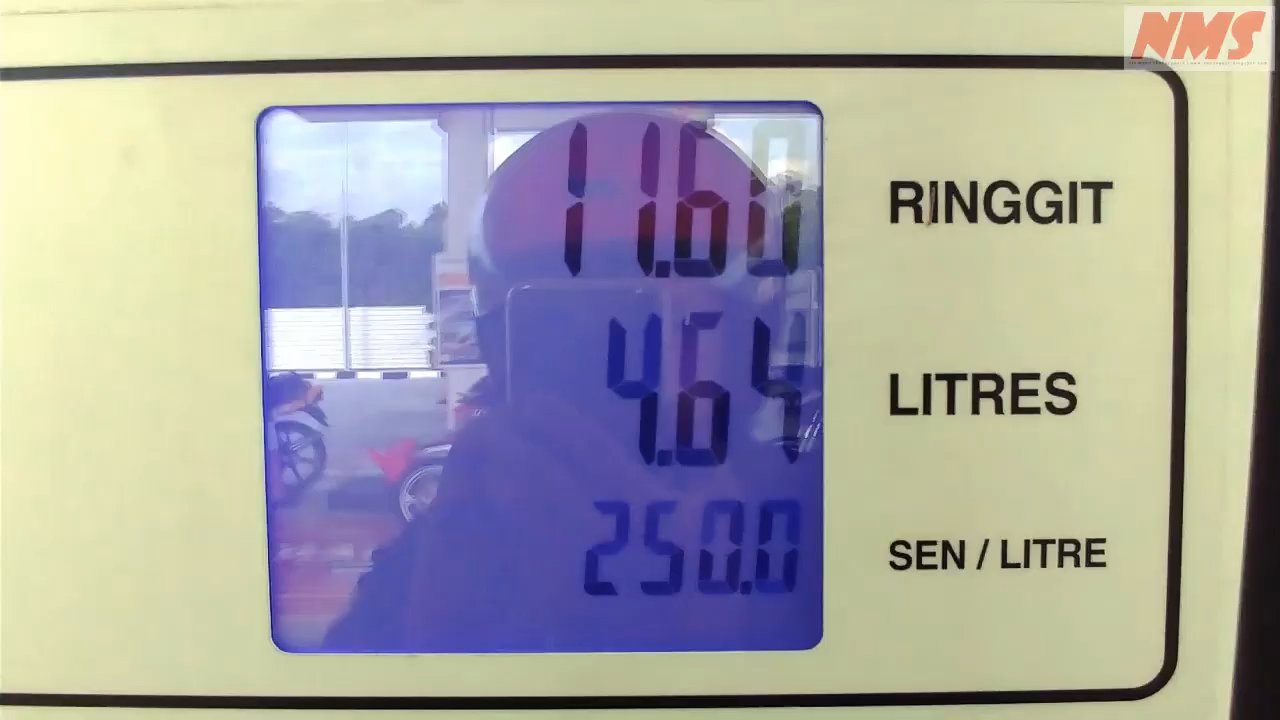 NMS
11.60 RINGGIT
4.64 LITRES
250.0 SEN / LITRE